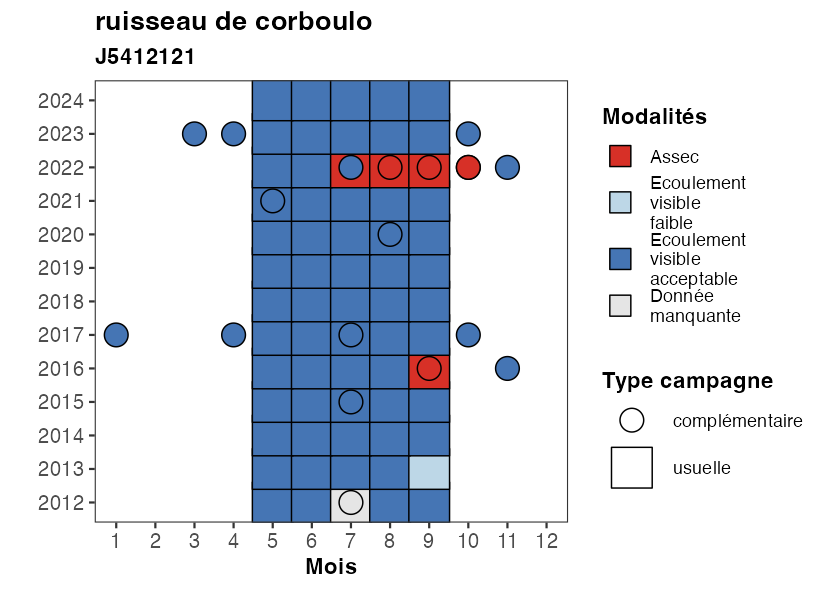 ruisseau de corboulo
J5412121
2024
2023
2022
2021
2020
2019
2018
2017
2016
2015
2014
2013
2012
1 2 3 4 5 6 7 8 9 10 11 12
Mois
Modalités
Assec
Ecoulement
visible
faible
Ecoulement
visible
acceptable
Donnée
manquante
Type campagne
complémentaire
usuelle